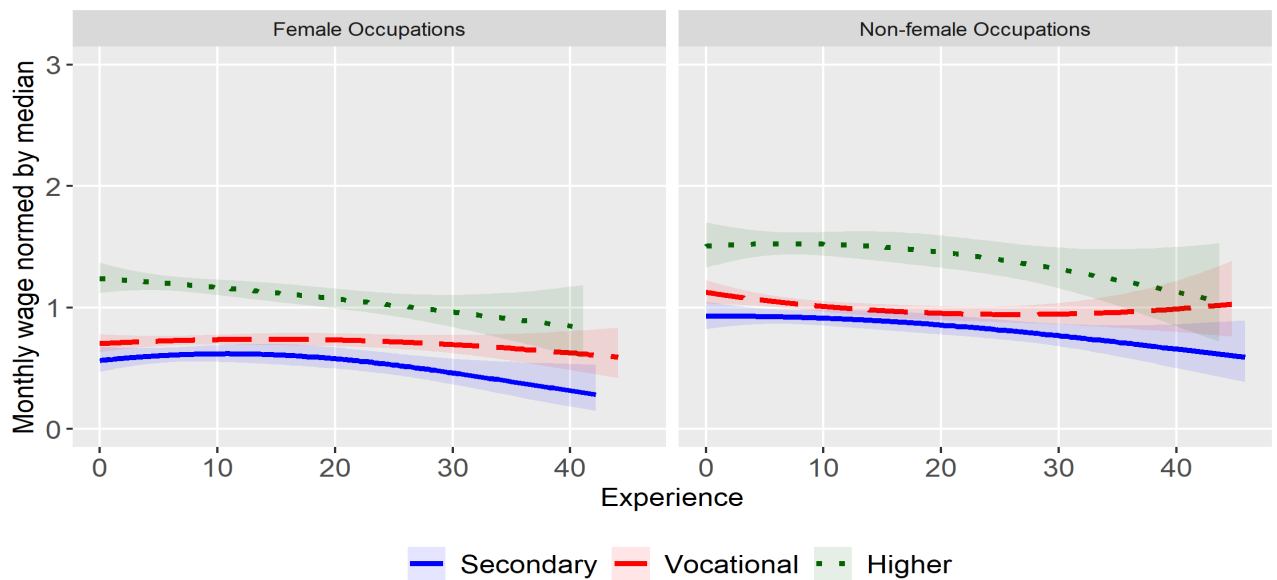 Female Occupations
Non-female Occupations
Monthly wage normed by median
3
2
1
0
0 10 20 30 40
0 10 20 30 40
Experience
Secondary Vocational Higher